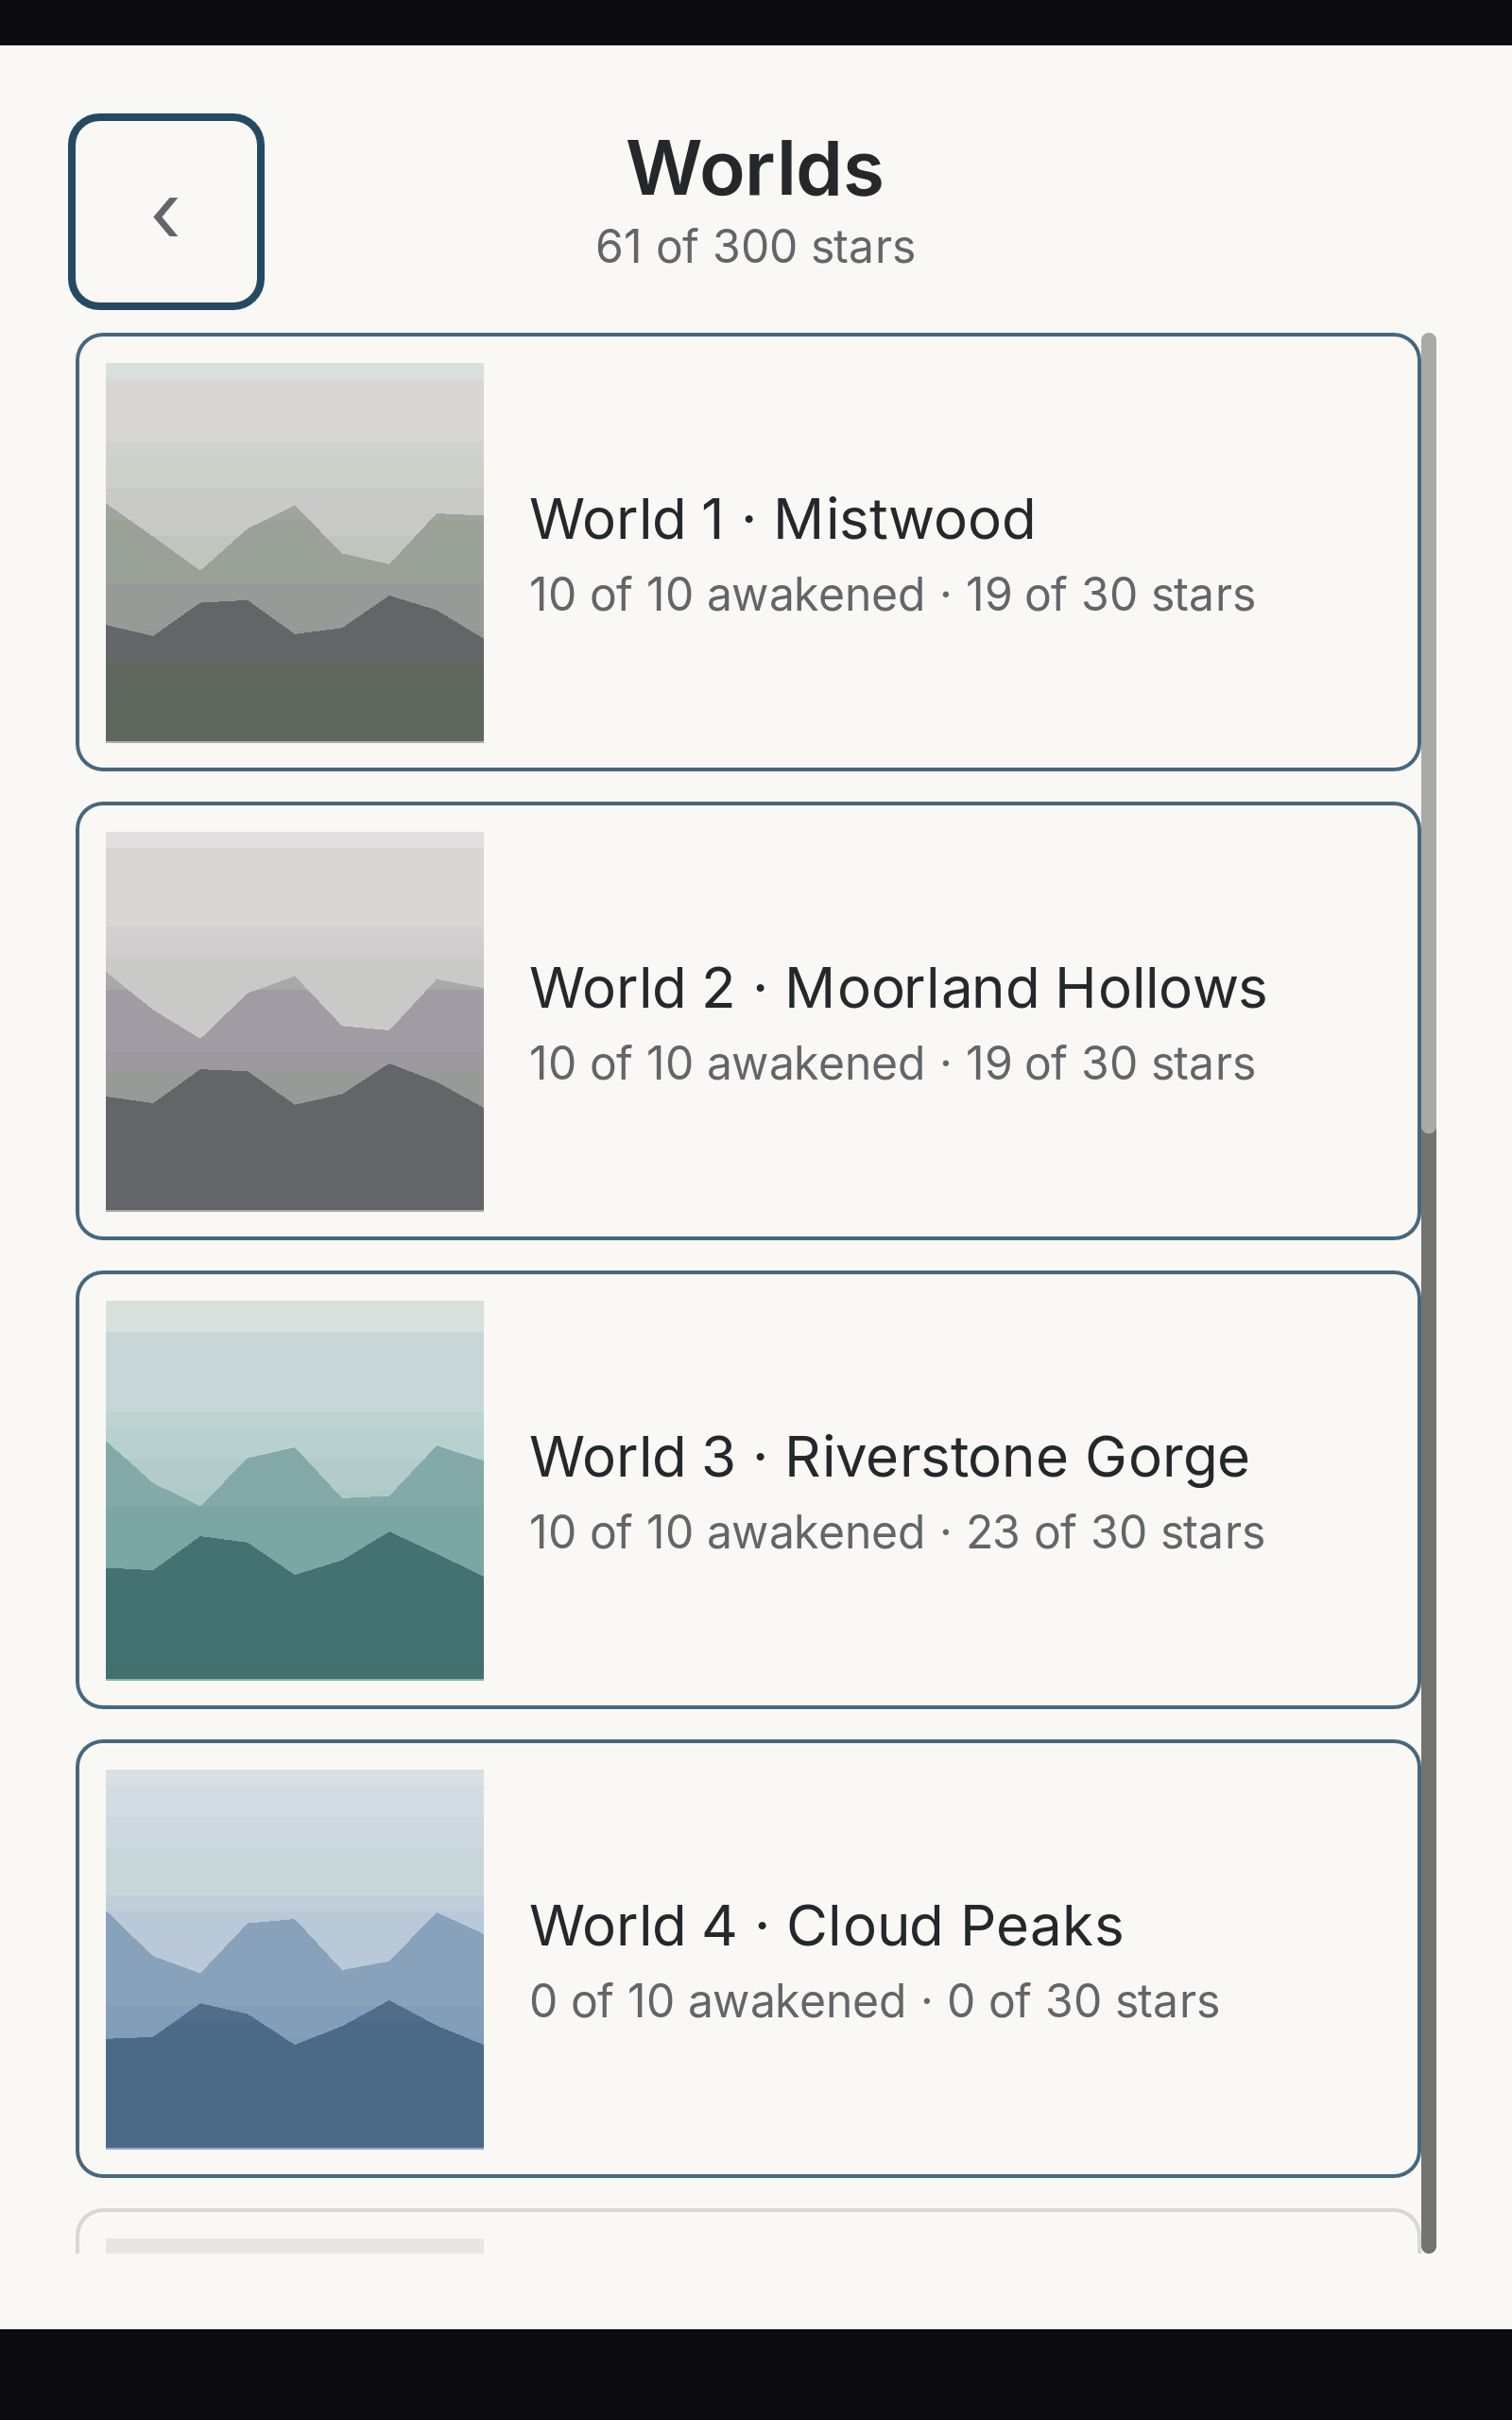 ‹
Worlds
61 of 300 stars
World 1 · Mistwood
10 of 10 awakened · 19 of 30 stars
World 2 · Moorland Hollows
10 of 10 awakened · 19 of 30 stars
World 3 · Riverstone Gorge
10 of 10 awakened · 23 of 30 stars
World 4 · Cloud Peaks
0 of 10 awakened · 0 of 30 stars